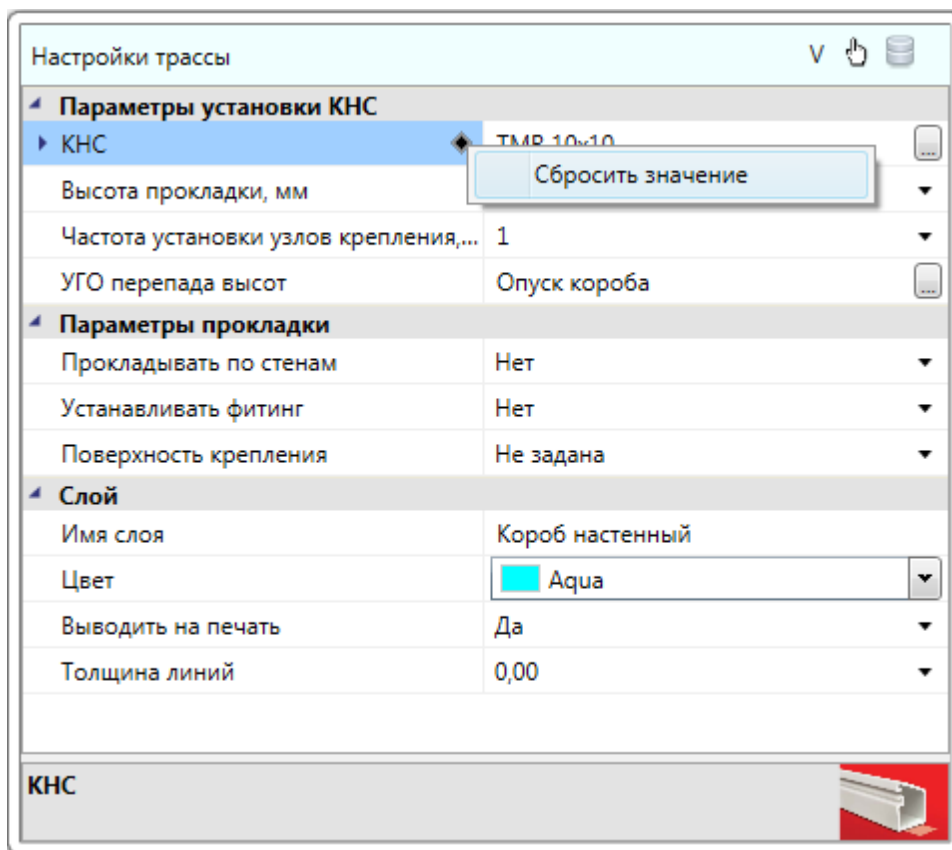 Настройки трассы V
Параметры установки КНС
КНС
Сбросить значение
Высота прокладки, мм
Частота установки узлов крепления,... 1
УГО перепада высот Опуск короба ...
Параметры прокладки
Прокладывать по стенам Нет
Устанавливать фитинг Нет
Поверхность крепления Не задана
Слой
Имя слоя Короб настенный
Цвет Aqua
Выводить на печать Да
Толщина линий 0,00
КНС